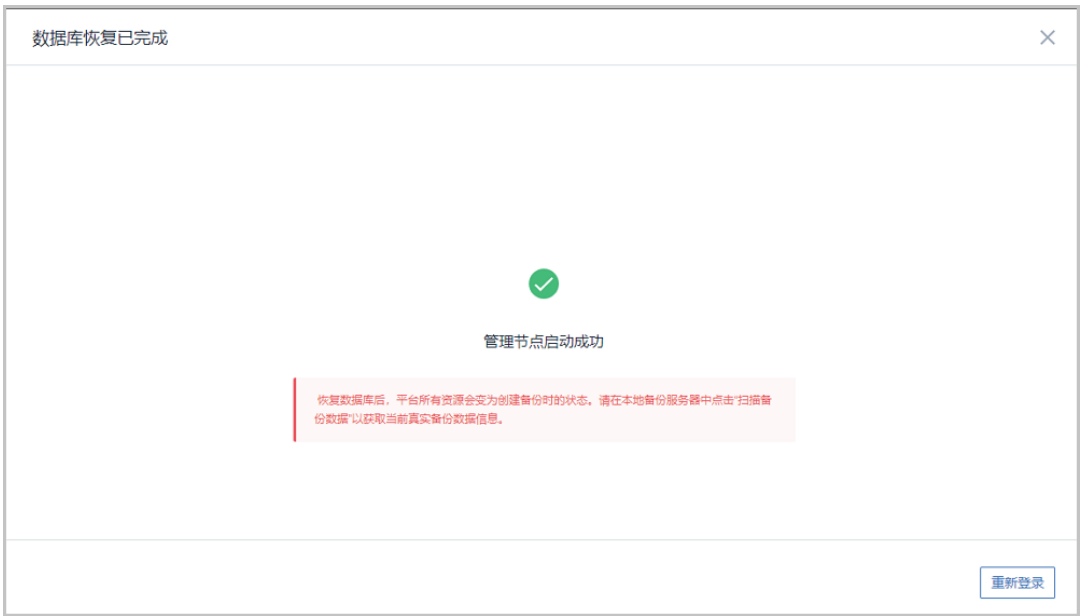 数据库恢复已完成
管理节点启动成功
恢复数据库后，平台所有资源会变为创建备份时的状态。请在本地备份服务器中点击“扫描备
份数据”以获取当前真实备份数据信息。
重新登录